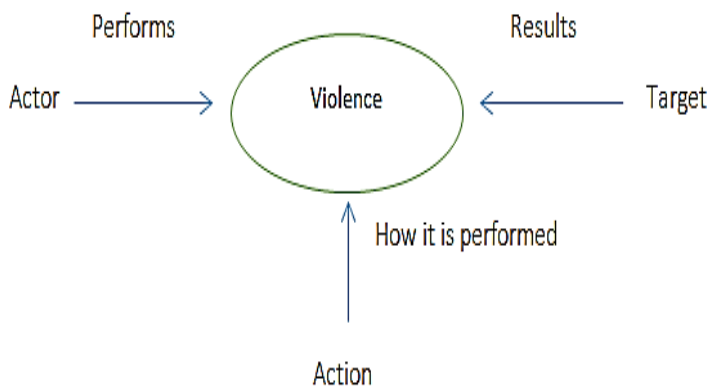 Performs
Results
Actor
Violence
Target
How it is performed
Action